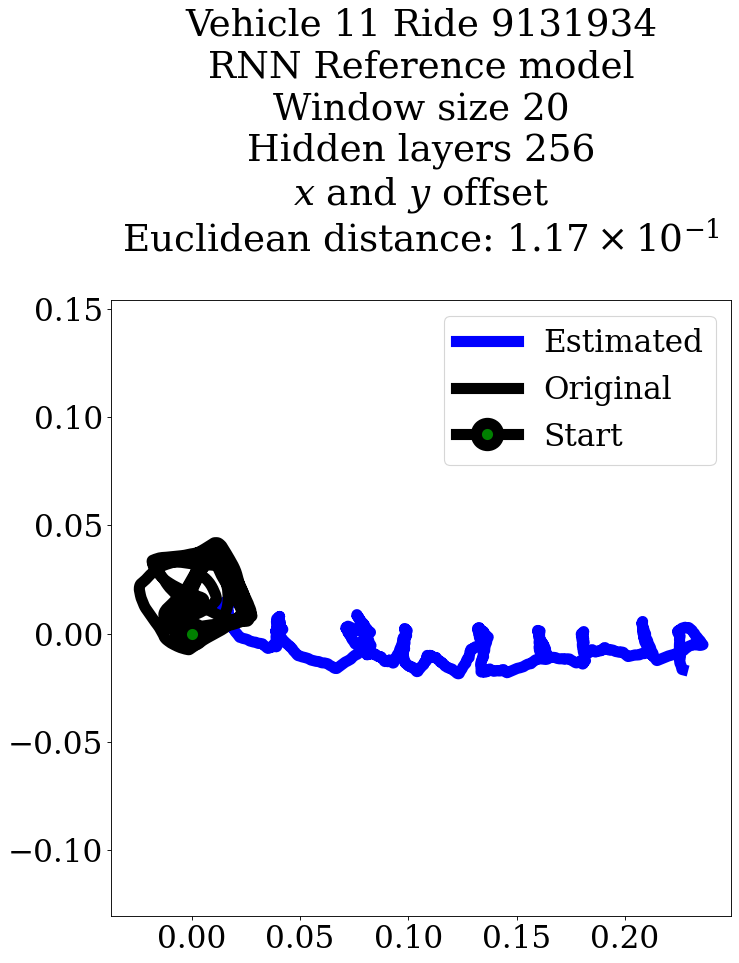 Vehicle 11 Ride 9131934
RNN Reference model
Window size 20
Hidden layers 256
x and y offset
Euclidean distance: 1.17 × 10⁻¹
0.15
0.10
0.05
0.00
−0.05
−0.10
Estimated
Original
Start
0.00 0.05 0.10 0.15 0.20